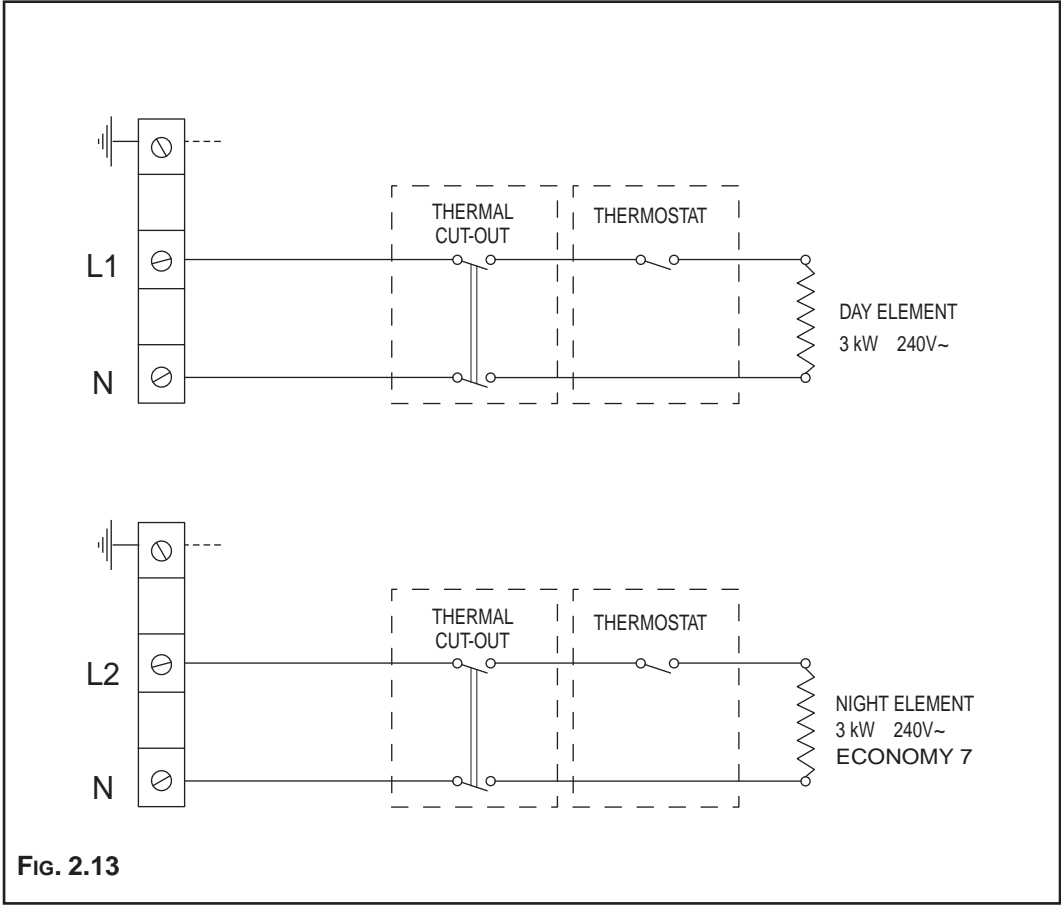 THERMAL
CUT-OUT
THERMOSTAT
L1
DAY ELEMENT
3 kW 240V~
N
THERMAL
CUT-OUT
THERMOSTAT
L2
NIGHT ELEMENT
3 kW 240V~
ECONOMY 7
N
FIG. 2.13